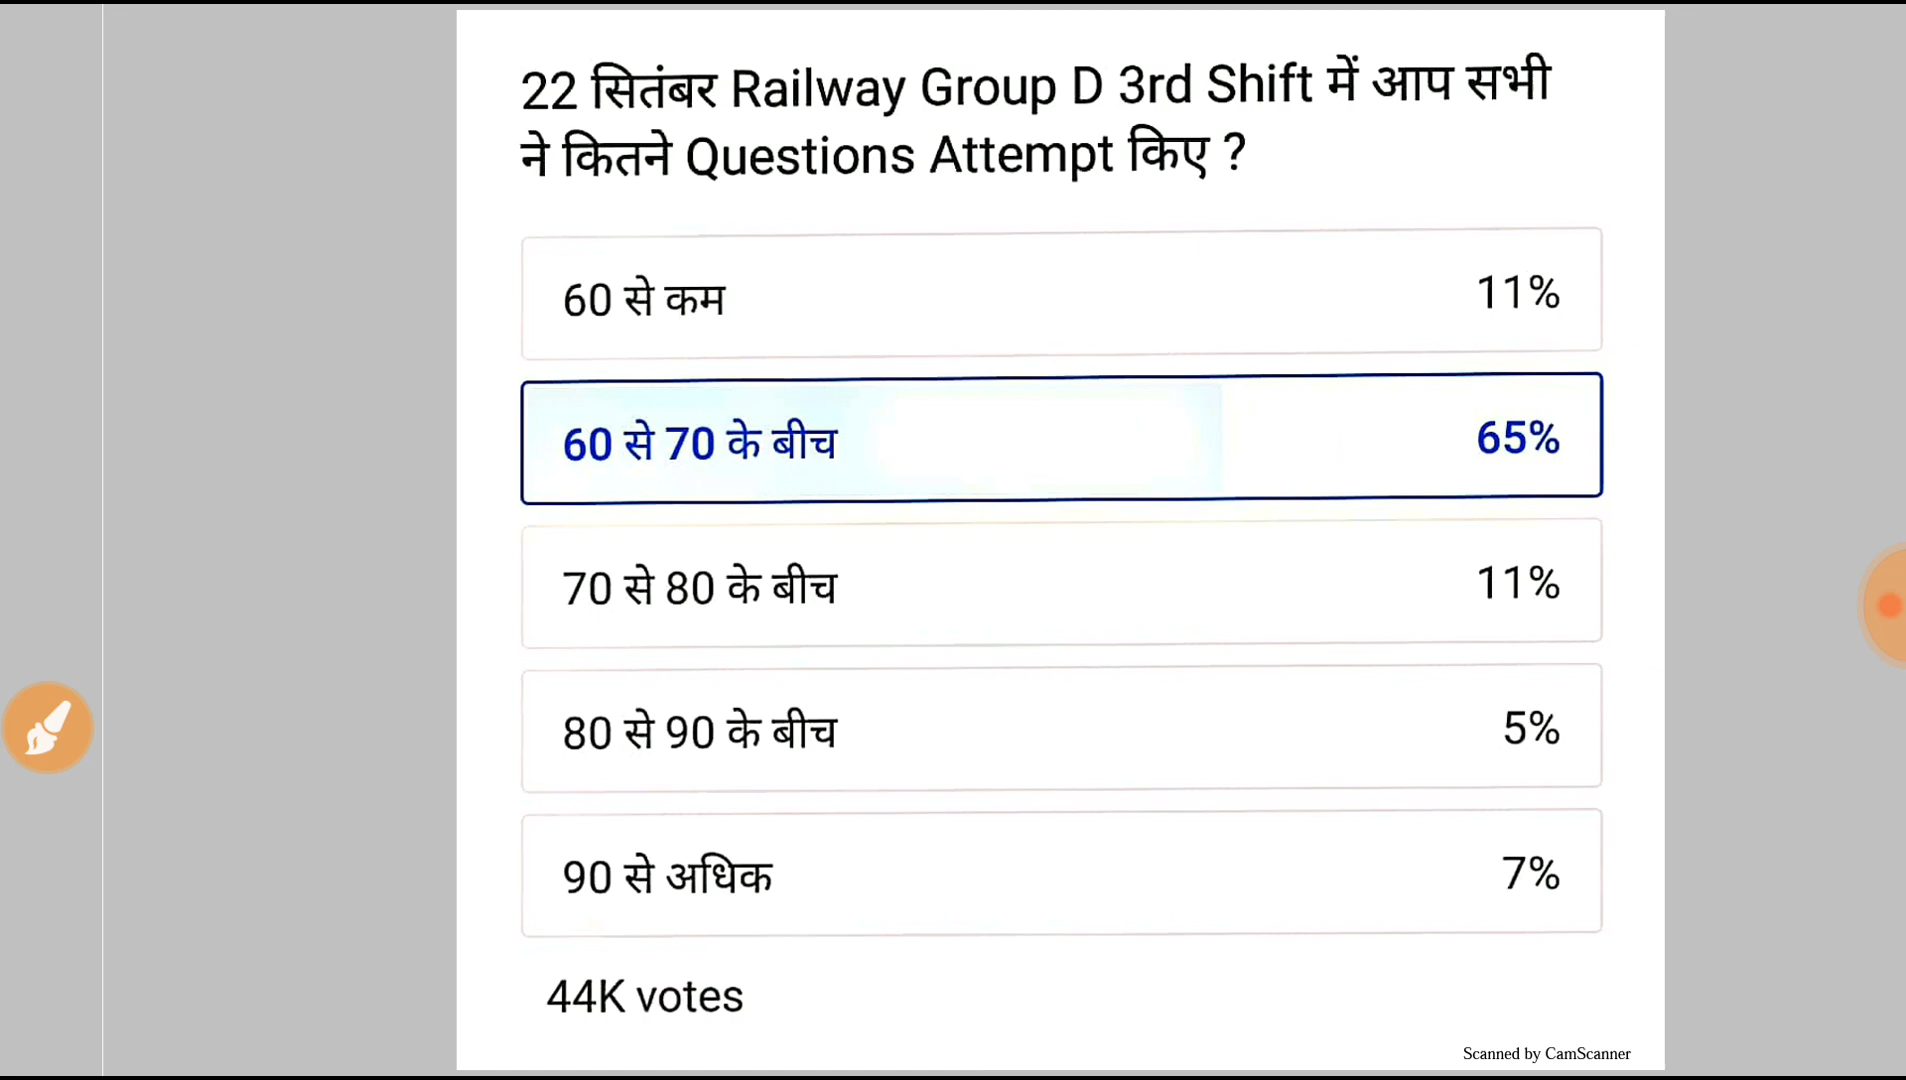 22 सितंबर Railway Group D 3rd Shift में आप सभी
ने कितने Questions Attempt किए ?
60 से कम 11%
60 से 70 के बीच 65%
70 से 80 के बीच 11%
80 से 90 के बीच 5%
90 से अधिक 7%
44K votes
Scanned by CamScanner